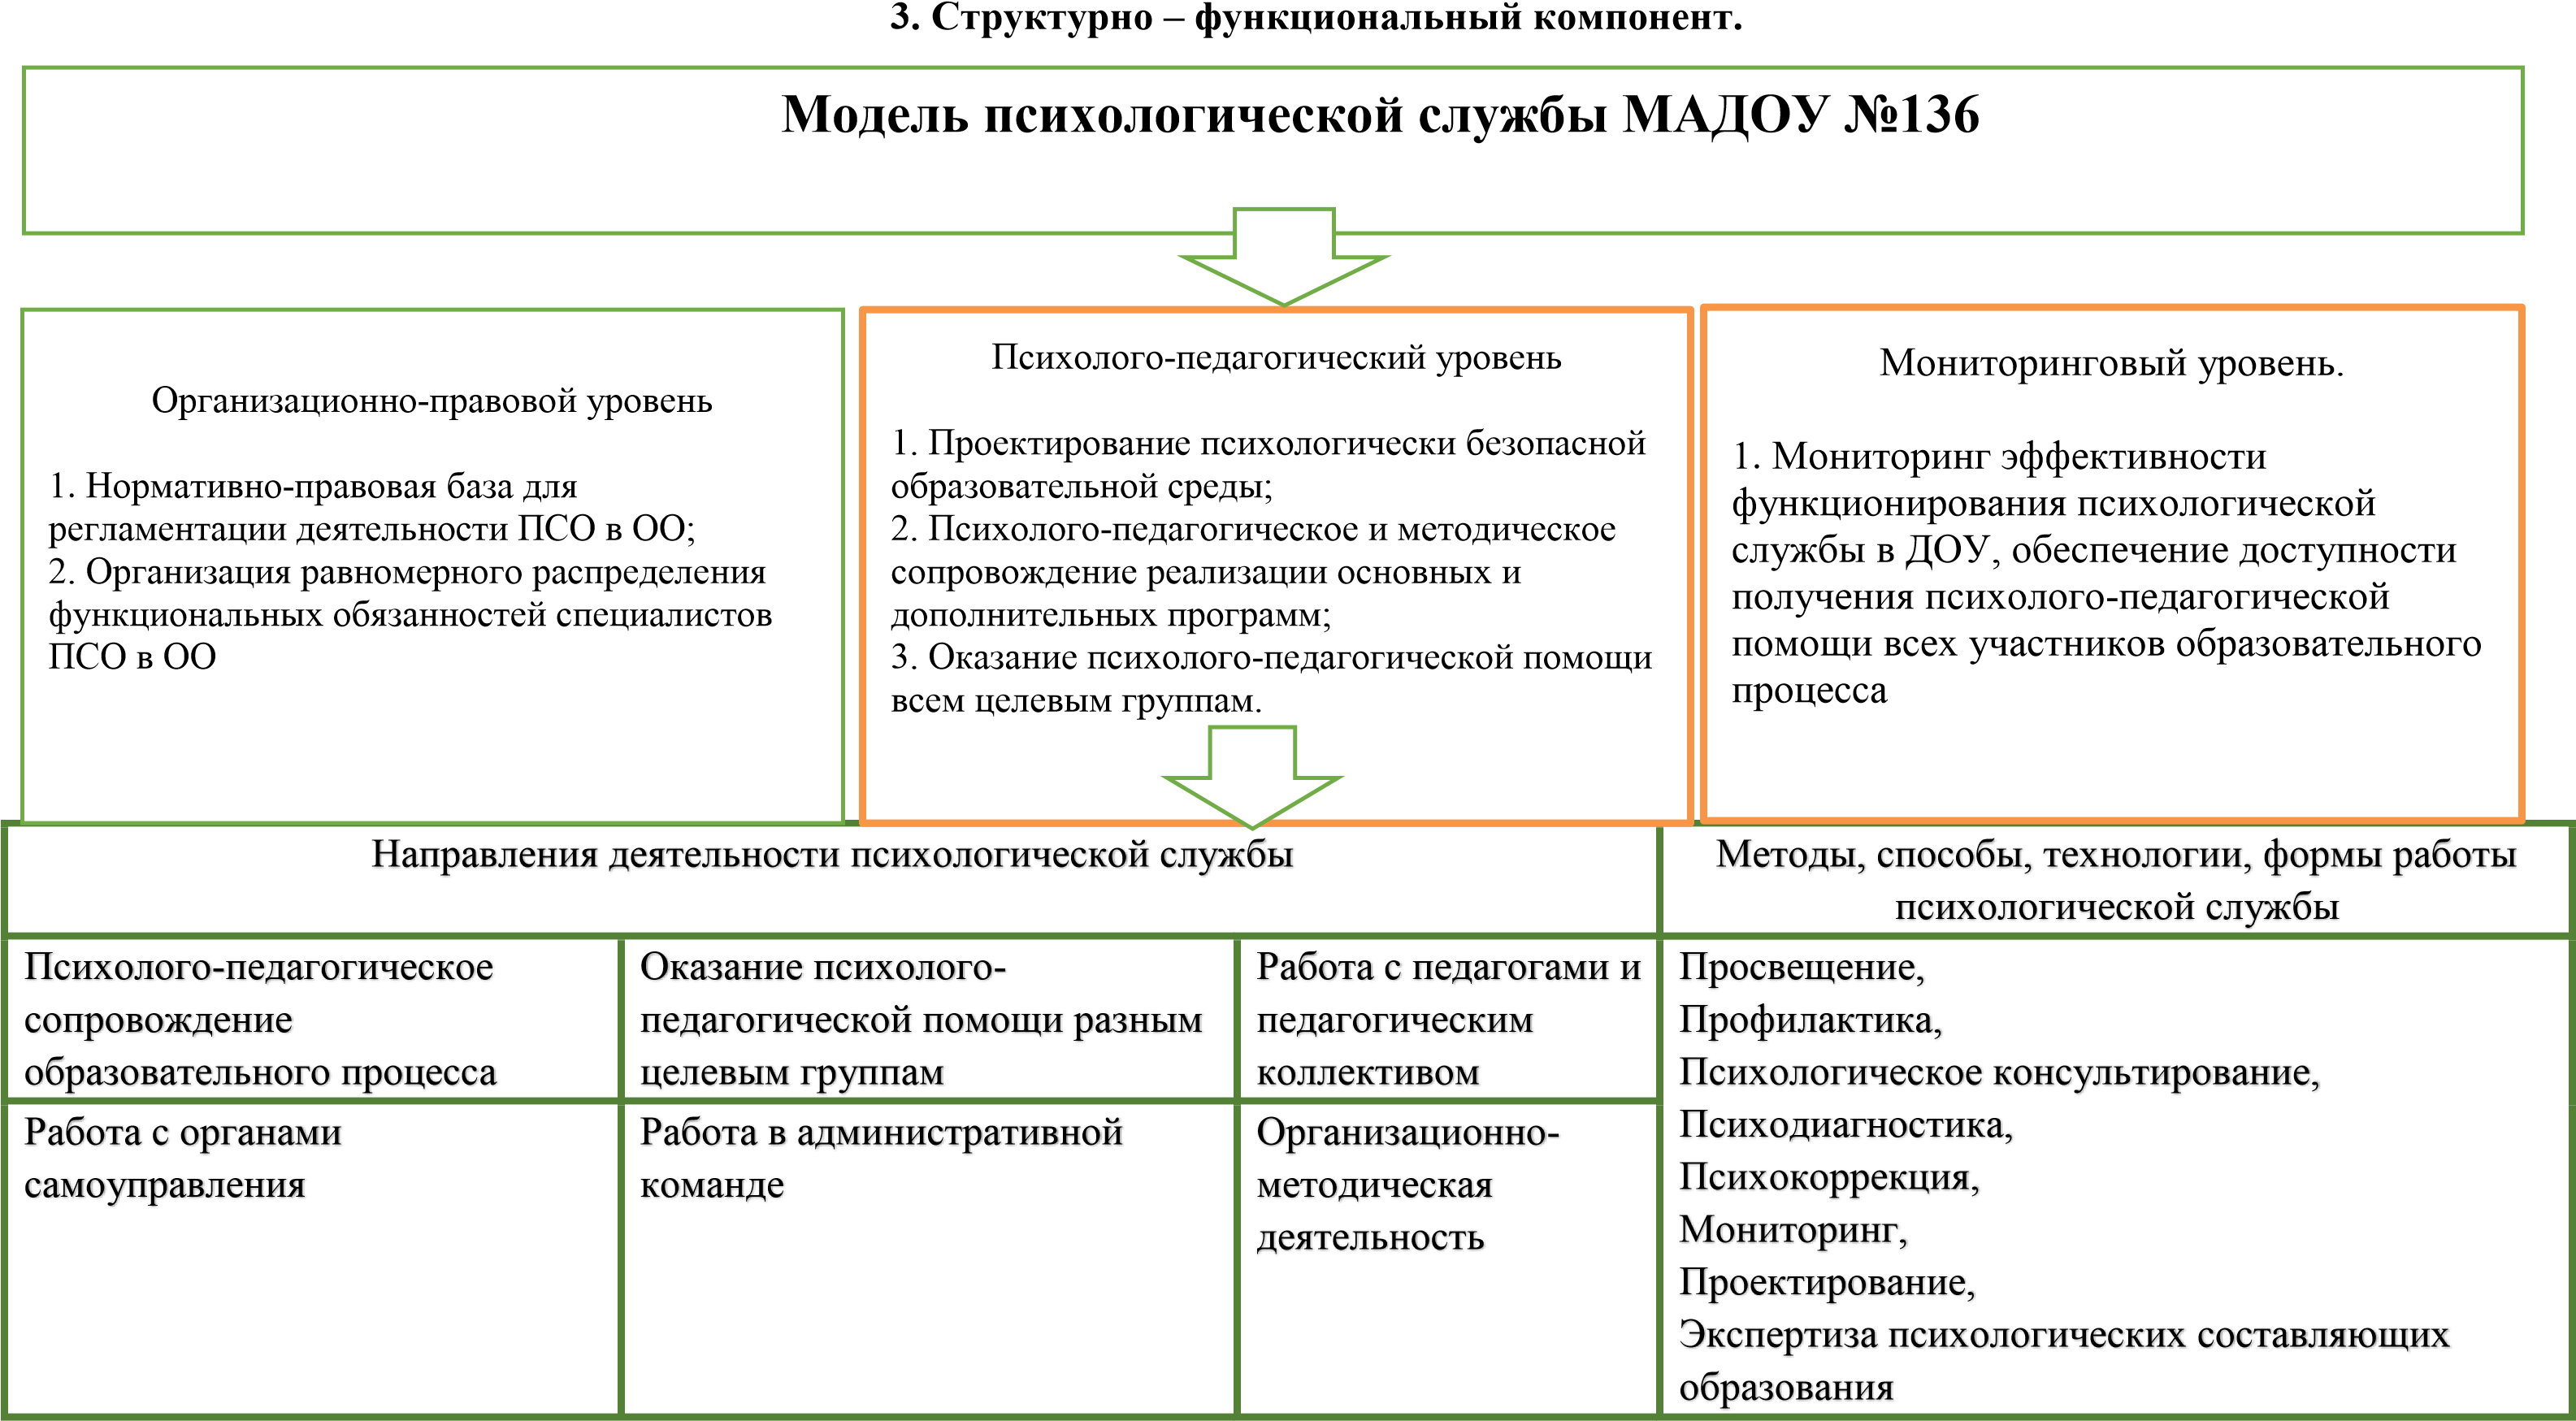 3. Структурно – функциональный компонент.
Модель психологической службы МАДОУ №136
Организационно-правовой уровень
1. Нормативно-правовая база для
регламентации деятельности ПСО в ОО;
2. Организация равномерного распределения
функциональных обязанностей специалистов
ПСО в ОО
Психолого-педагогический уровень
1. Проектирование психологически безопасной
образовательной среды;
2. Психолого-педагогическое и методическое
сопровождение реализации основных и
дополнительных программ;
3. Оказание психолого-педагогической помощи
всем целевым группам.
Мониторинговый уровень.
1. Мониторинг эффективности
функционирования психологической
службы в ДОУ, обеспечение доступности
получения психолого-педагогической
помощи всех участников образовательного
процесса
Направления деятельности психологической службы
Методы, способы, технологии, формы работы
психологической службы
Психолого-педагогическое
сопровождение
образовательного процесса
Оказание психолого-
педагогической помощи разным
целевым группам
Работа с педагогами и
педагогическим
коллективом
Работа с органами
самоуправления
Работа в административной
команде
Организационно-
методическая
деятельность
Просвещение,
Профилактика,
Психологическое консультирование,
Психодиагностика,
Психокоррекция,
Мониторинг,
Проектирование,
Экспертиза психологических составляющих
образования